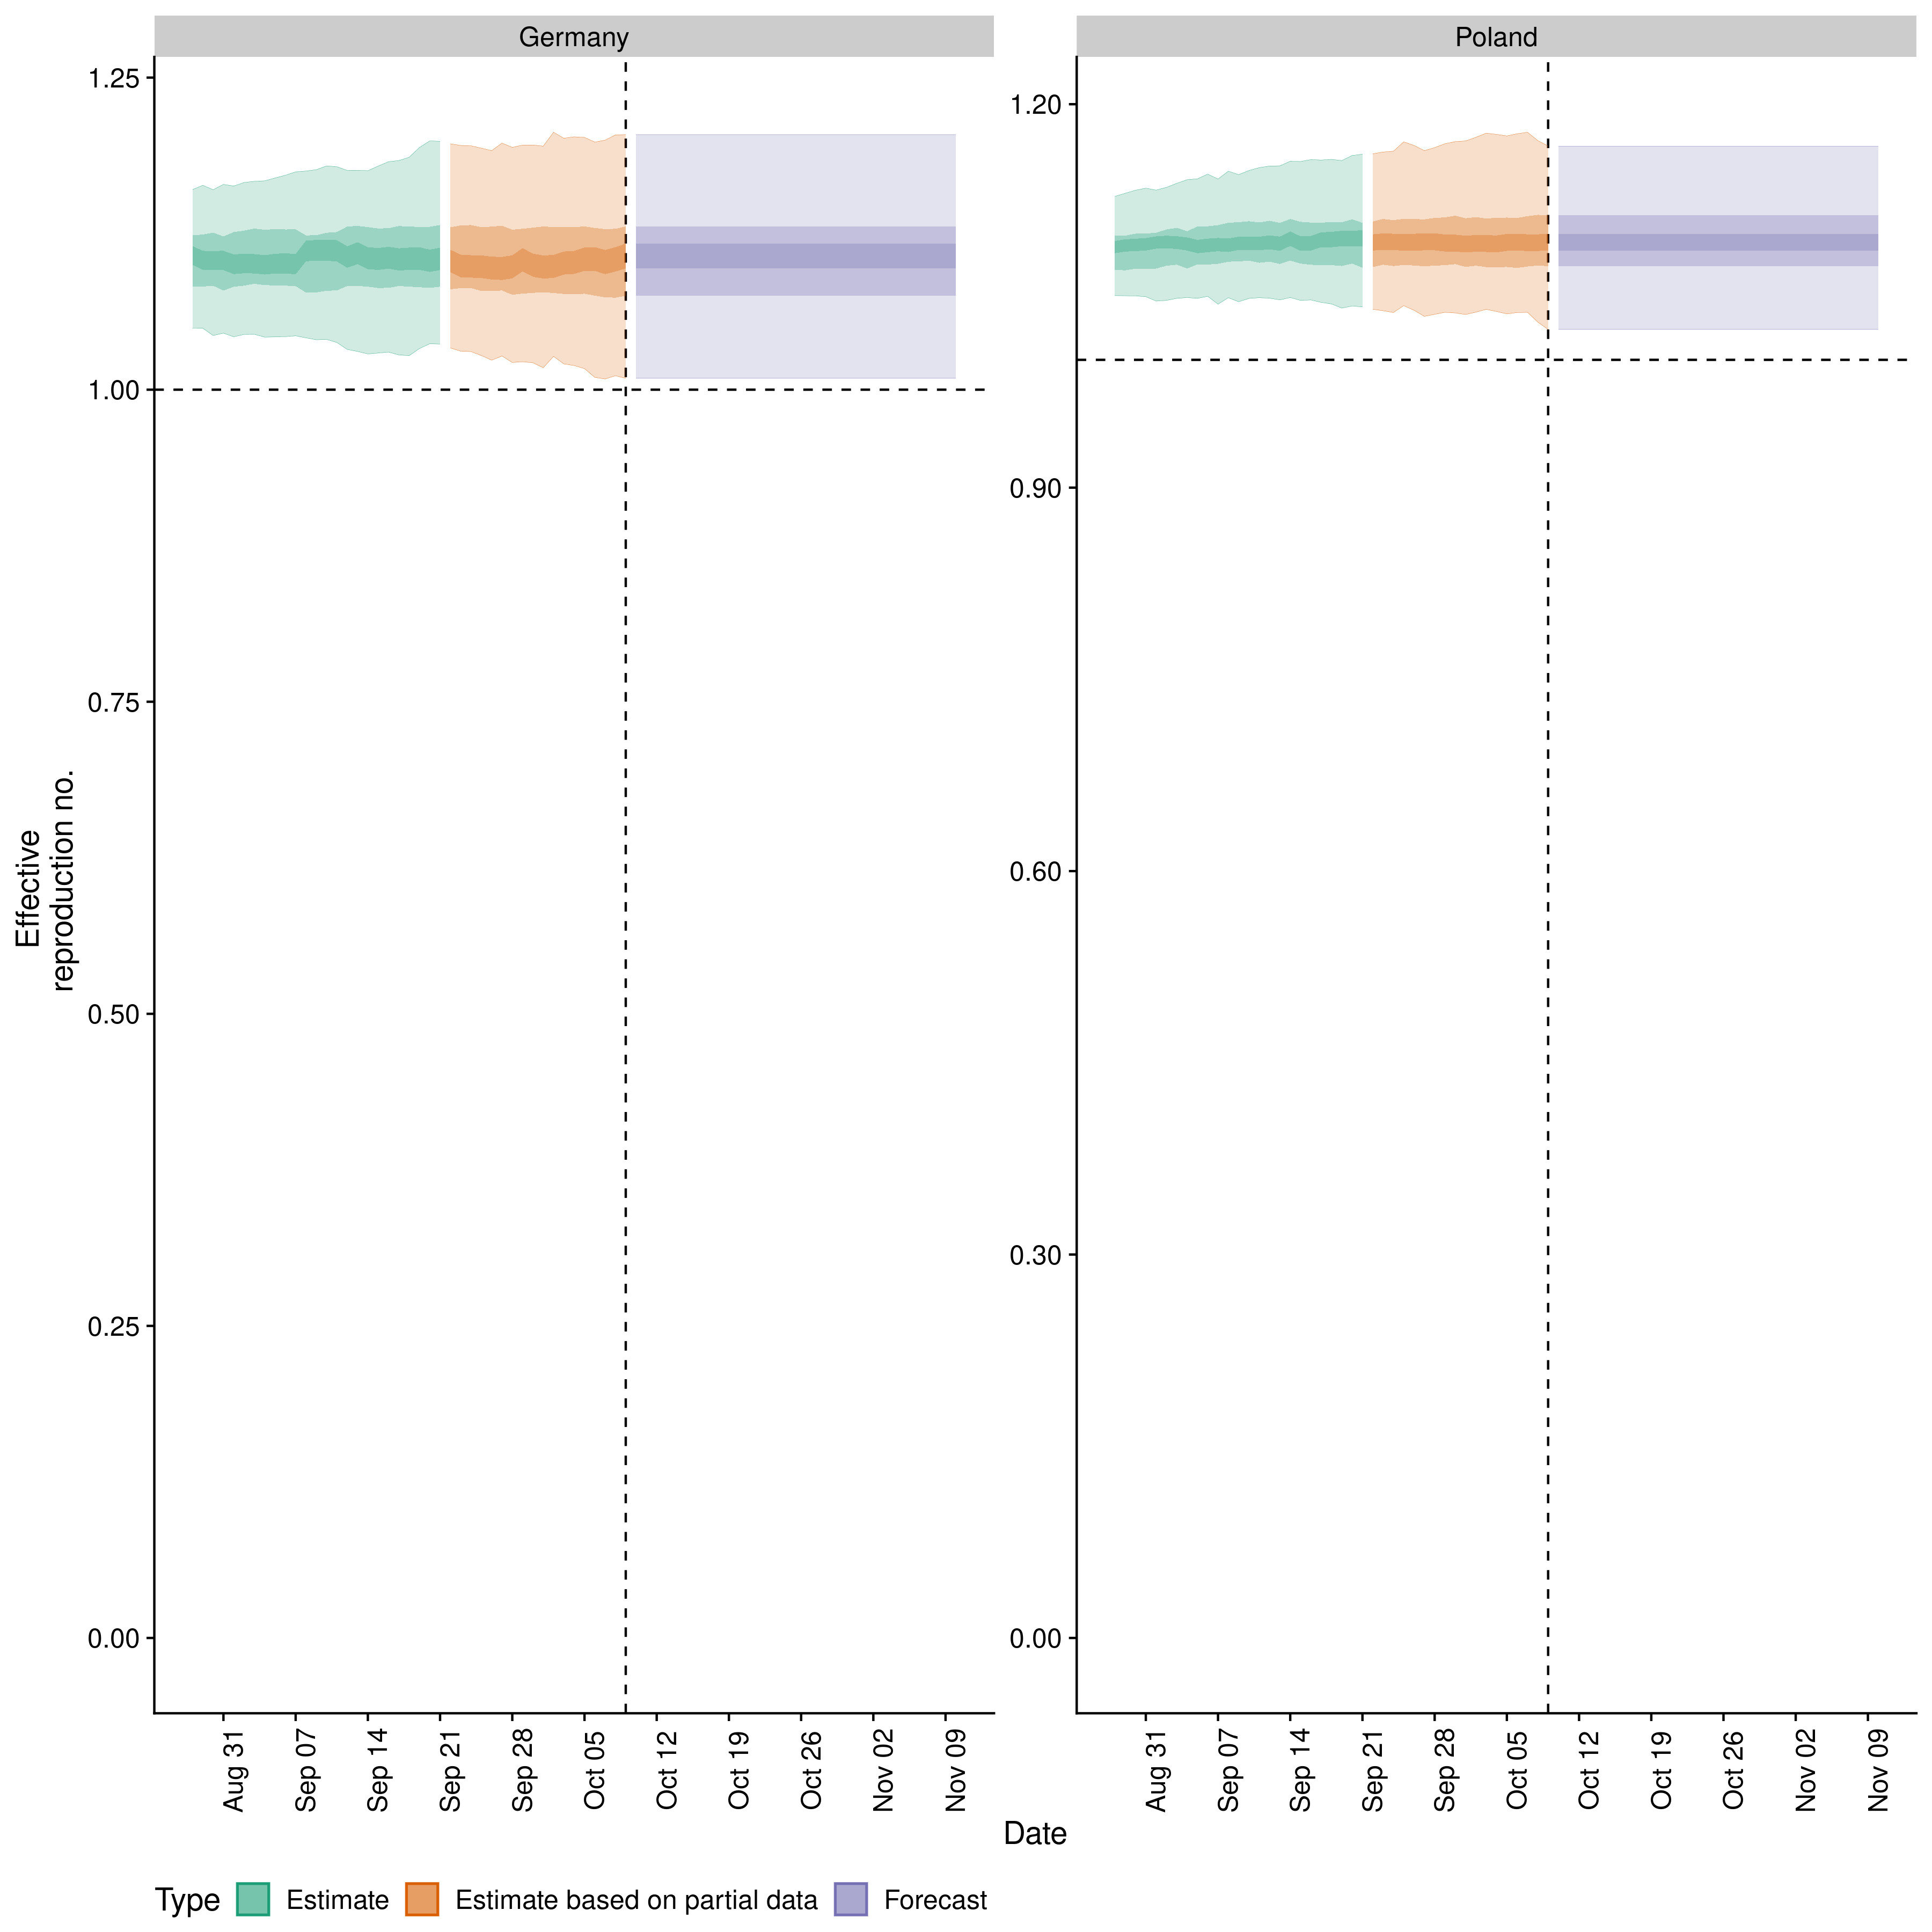 Germany
Poland
Effective
reproduction no.
1.25
1.00
0.75
0.50
0.25
0.00
1.20
0.90
0.60
0.30
0.00
Aug 31
Sep 07
Sep 14
Sep 21
Sep 28
Oct 05
Oct 12
Oct 19
Oct 26
Nov 02
Nov 09
Aug 31
Sep 07
Sep 14
Sep 21
Sep 28
Oct 05
Oct 12
Oct 19
Oct 26
Nov 02
Nov 09
Date
Type Estimate Estimate based on partial data Forecast